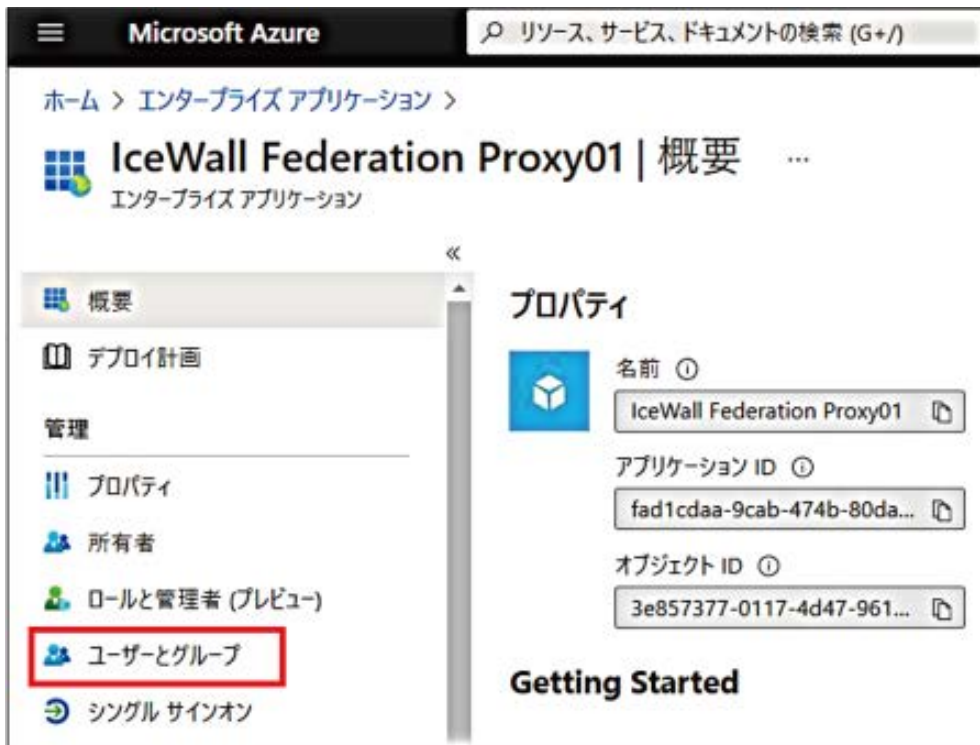 Microsoft Azure
リソース、サービス、ドキュメントの検索 (G+/)
ホーム > エンタープライズ アプリケーション >
IceWall Federation Proxy01 | 概要 ...
エンタープライズ アプリケーション
«
概要
デプロイ計画
管理
プロパティ
所有者
ロールと管理者 (プレビュー)
ユーザーとグループ
シングル サインオン
プロパティ
名前
IceWall Federation Proxy01
アプリケーション ID
fad1cdaa-9cab-474b-80da...
オブジェクト ID
3e857377-0117-4d47-961...
Getting Started